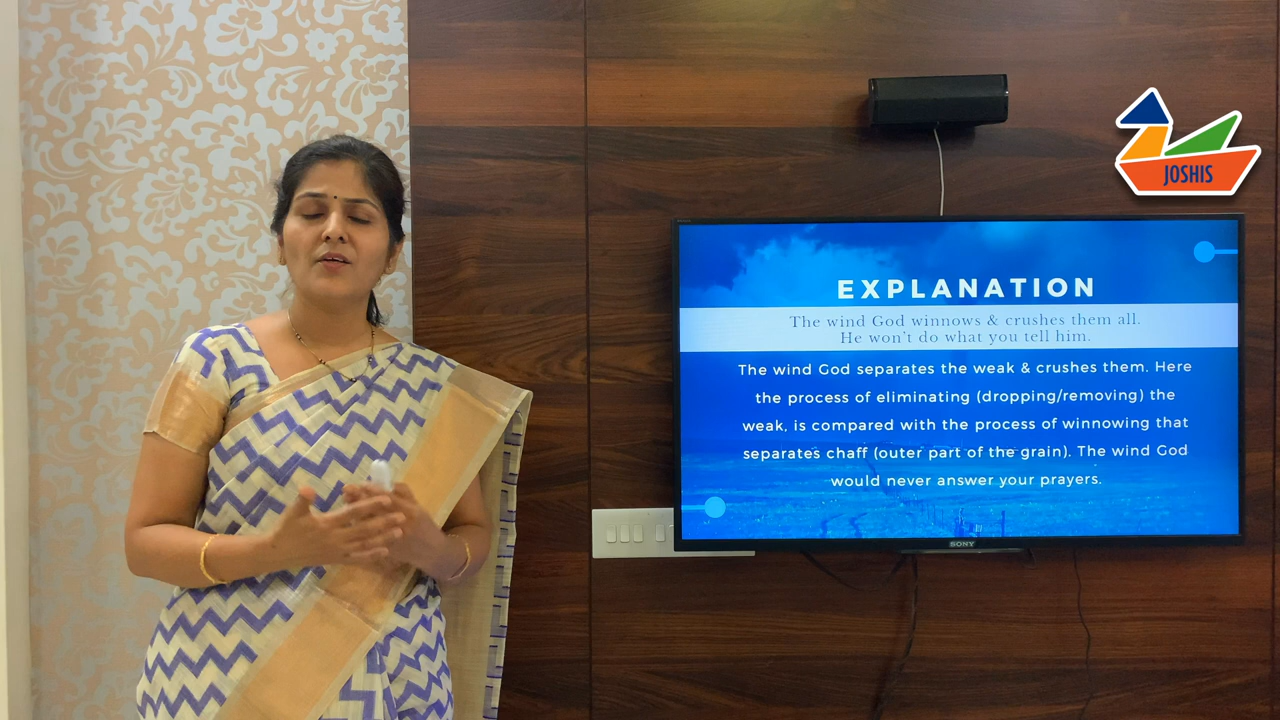 JOSHIS
EXPLANATION
The wind God winnows & crushes them all.
He won't do what you tell him.
The wind God separates the weak & crushes them. Here
the process of eliminating (dropping/removing) the
weak, is compared with the process of winnowing that
separates chaff (outer part of the grain). The wind God
would never answer your prayers.
SONY